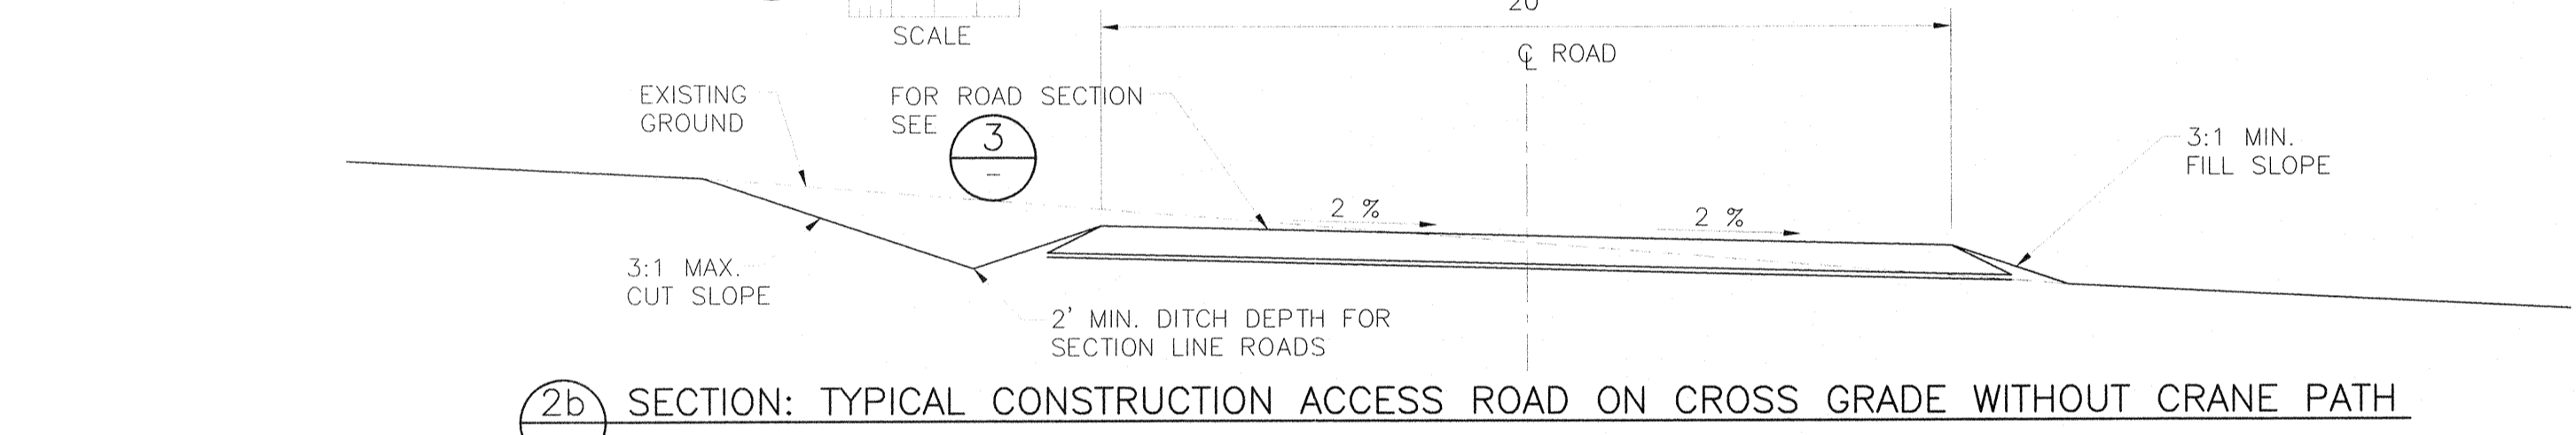 20
SCALE
℄ ROAD
EXISTING
GROUND
FOR ROAD SECTION
SEE
3
-
3:1 MIN.
FILL SLOPE
2 %
2 %
3:1 MAX.
CUT SLOPE
2' MIN. DITCH DEPTH FOR
SECTION LINE ROADS
2b SECTION: TYPICAL CONSTRUCTION ACCESS ROAD ON CROSS GRADE WITHOUT CRANE PATH